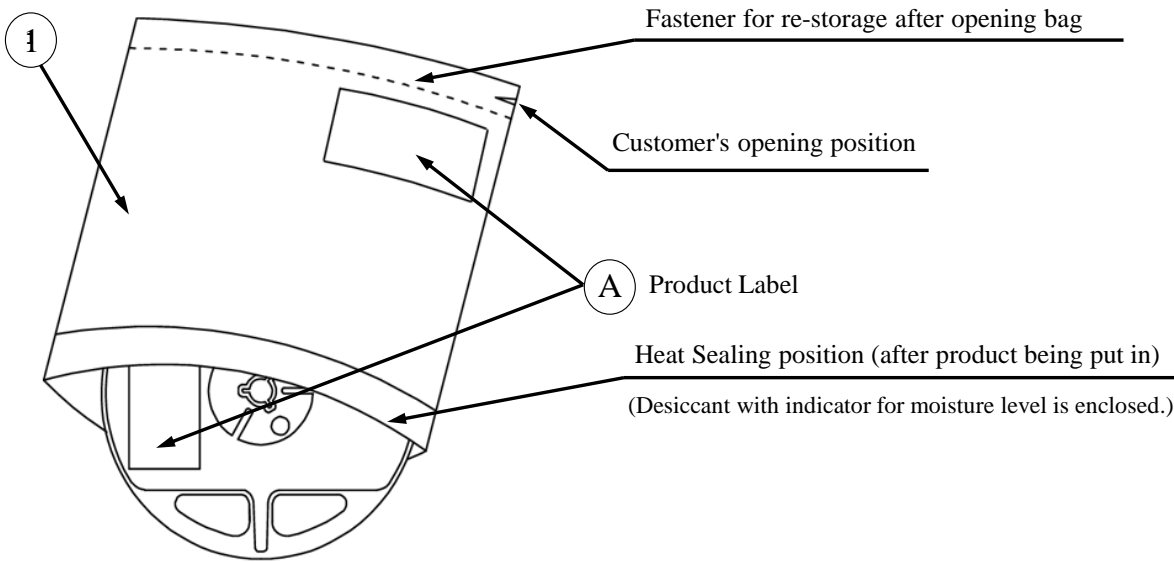 Fastener for re-storage after opening bag
1
Customer's opening position
A Product Label
Heat Sealing position (after product being put in)
(Desiccant with indicator for moisture level is enclosed.)